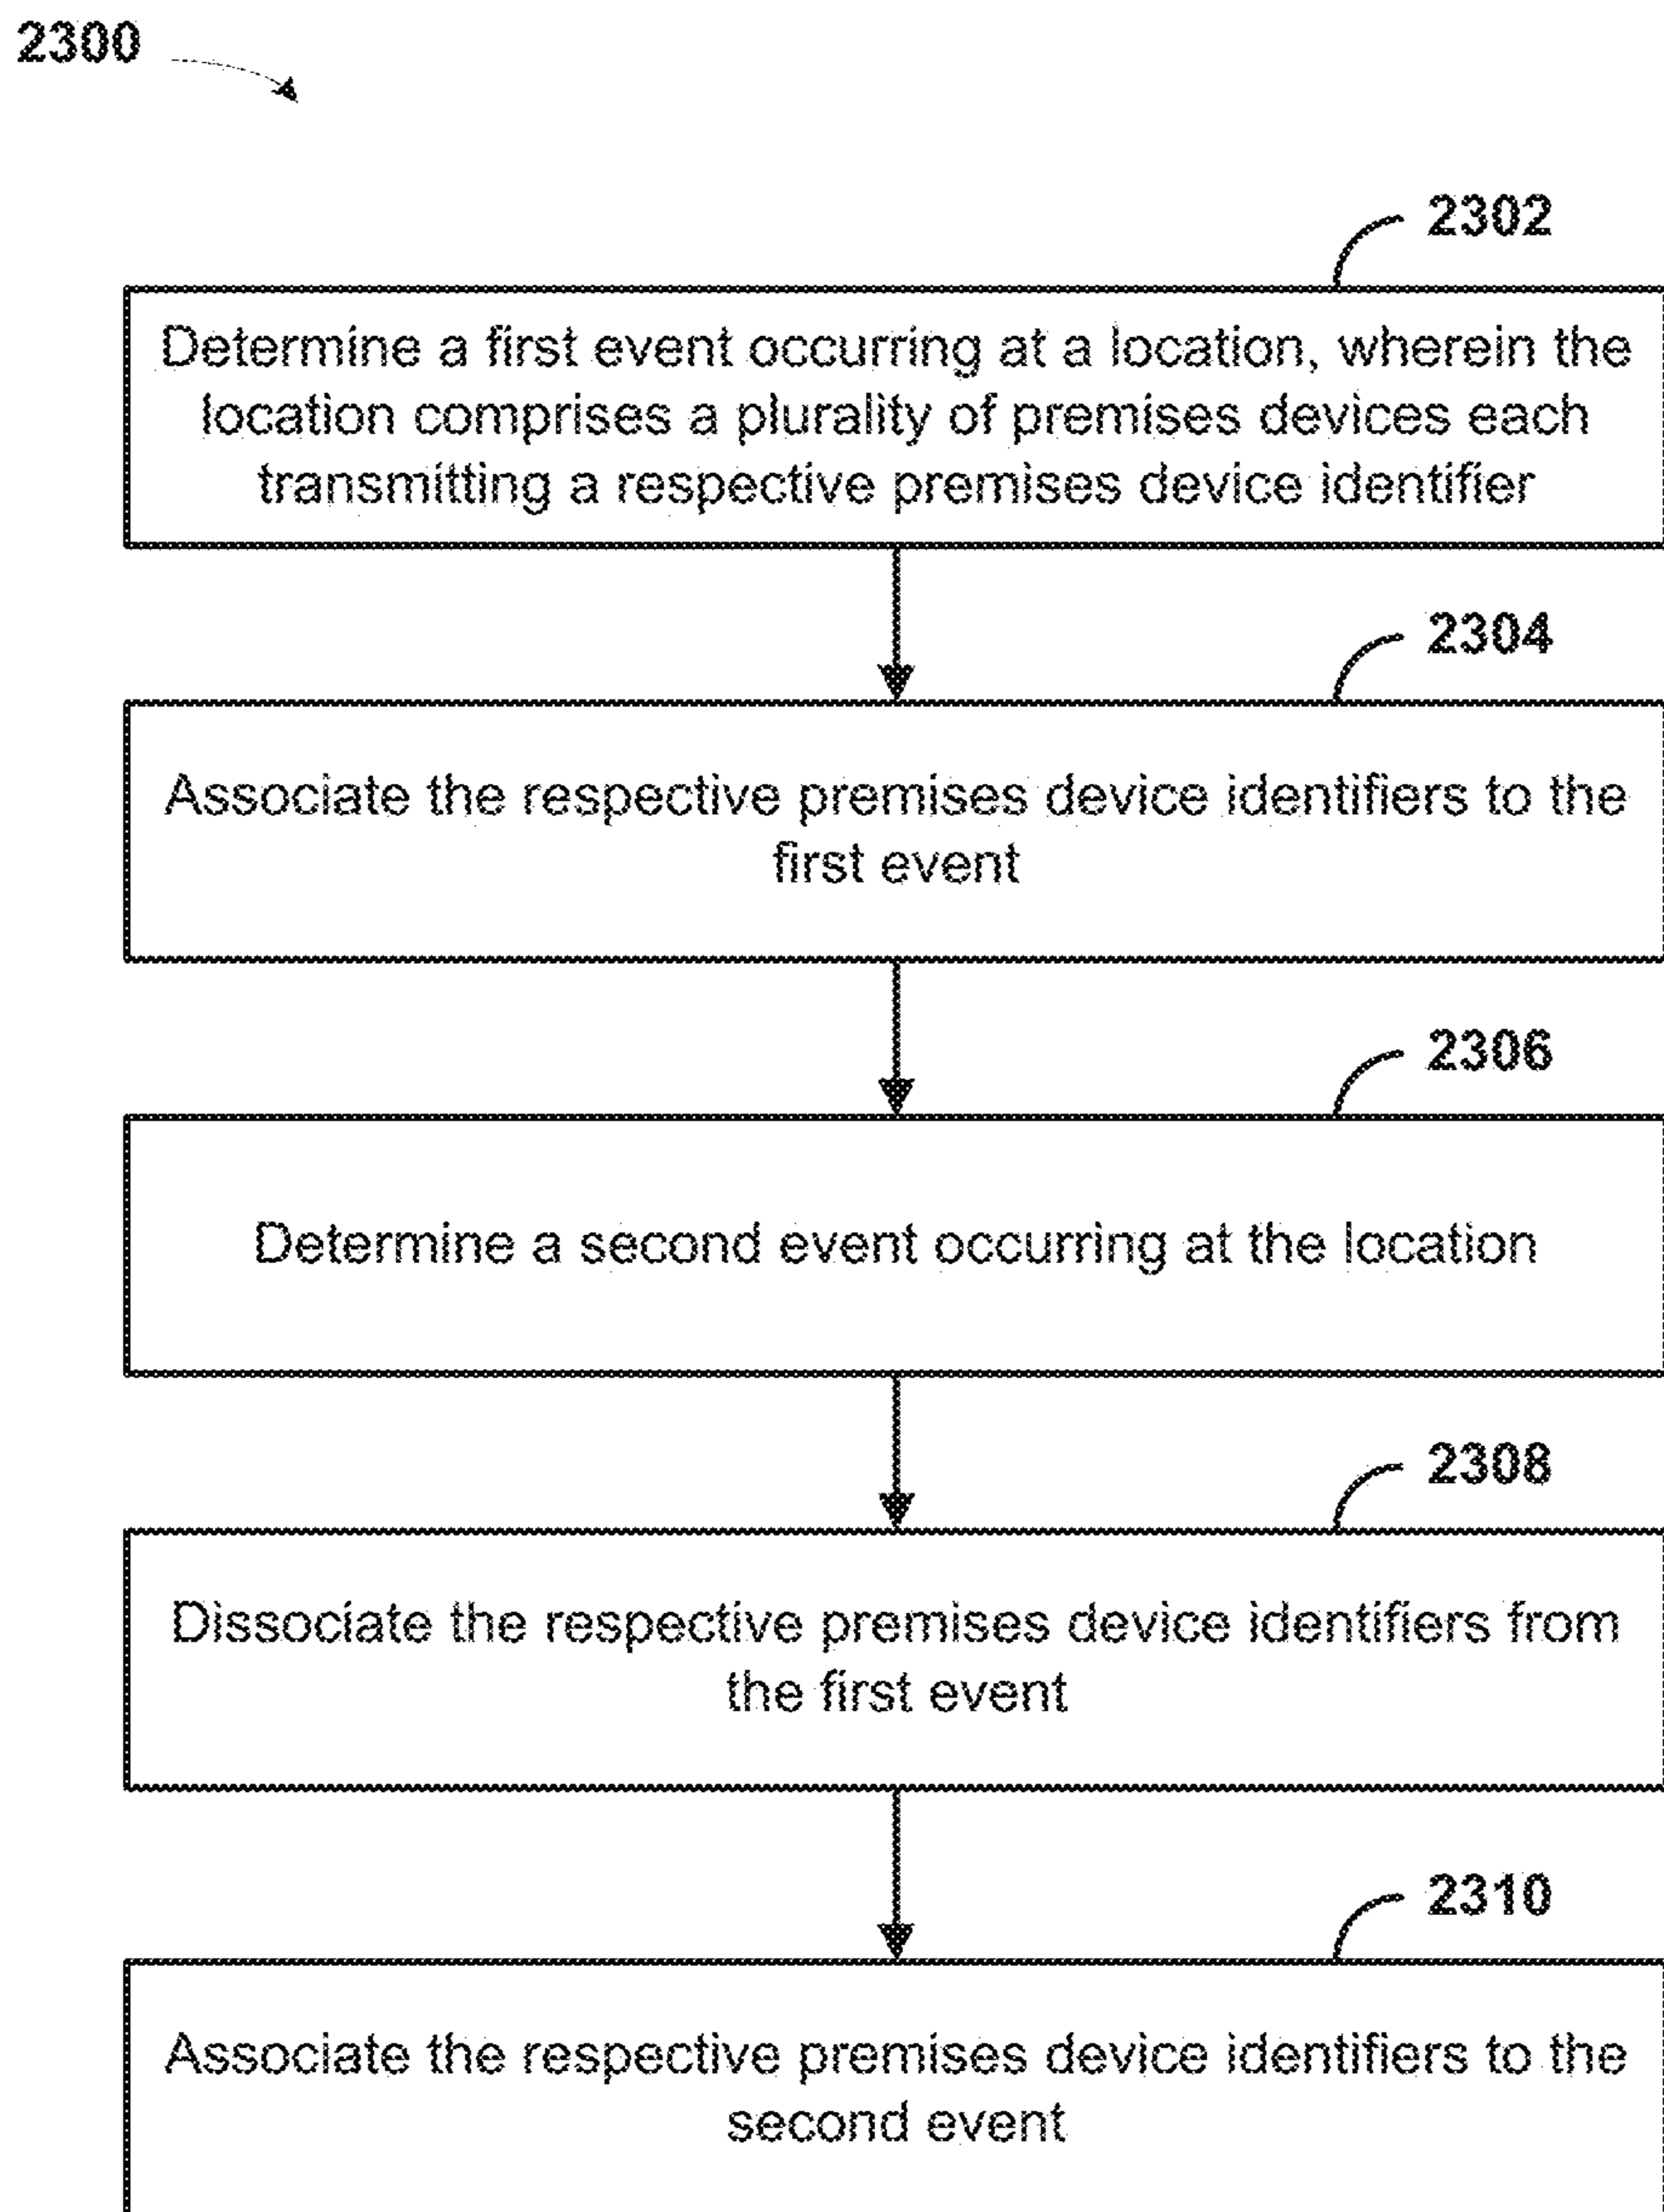 2300
2302
Determine a first event occurring at a location, wherein the
location comprises a plurality of premises devices each
transmitting a respective premises device identifier
2304
Associate the respective premises device identifiers to the
first event
2306
Determine a second event occurring at the location
2308
Dissociate the respective premises device identifiers from
the first event
2310
Associate the respective premises device identifiers to the
second event